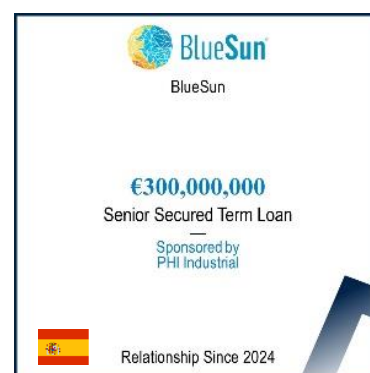 BlueSun
BlueSun
€300,000,000
Senior Secured Term Loan
Sponsored by
PHI Industrial
Relationship Since 2024